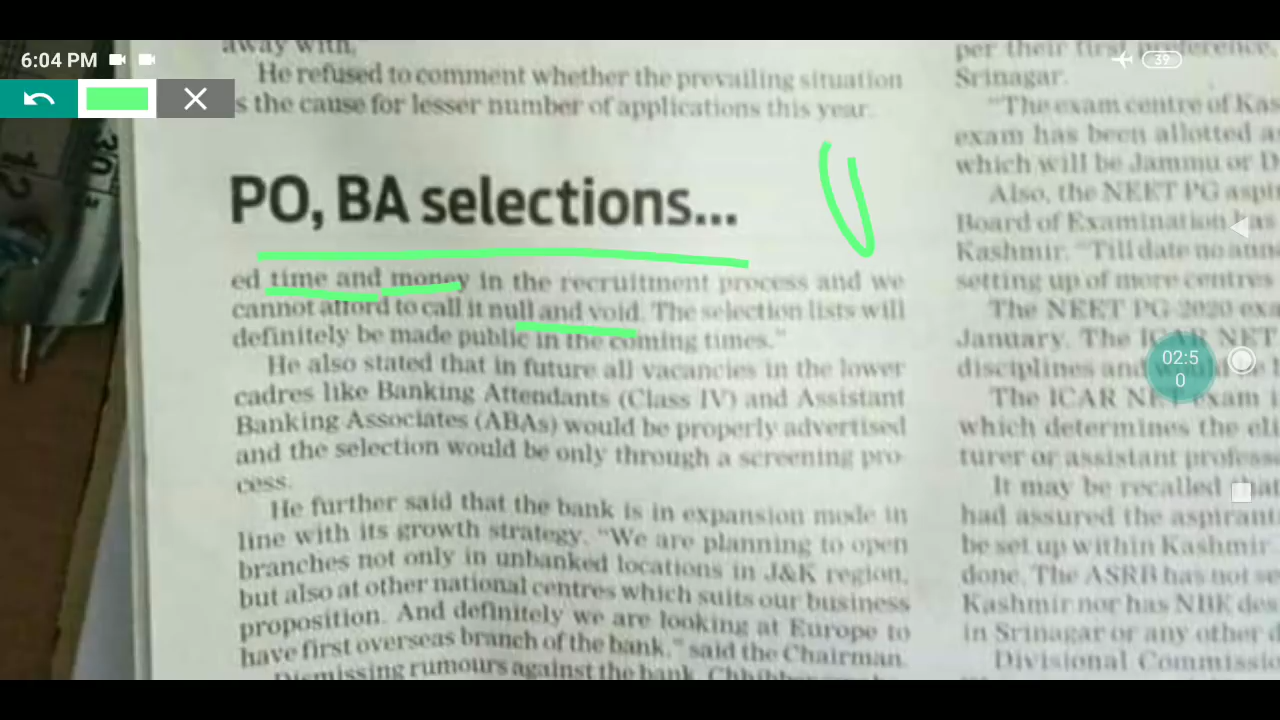 6:04 PM
39
away with,
He refused to comment whether the prevailing situation
s the cause for lesser number of applications this year.
PO, BA selections...
ed time and money in the recruitment process and we
cannot afford to call it null and void. The selection lists will
definitely be made public in the coming times."
He also stated that in future all vacancies in the lower
cadres like Banking Attendants (Class IV) and Assistant
Banking Associates (ABAs) would be properly advertised
and the selection would be only through a screening pro-
cess.
He further said that the bank is in expansion mode in
line with its growth strategy. "We are planning to open
branches not only in unbanked locations in J&K region,
but also at other national centres which suits our business
proposition. And definitely we are looking at Europe to
have first overseas branch of the bank," said the Chairman.
Dismissing rumours against the bank,
per their first preference,
Srinagar.
"The exam centre of Kas
exam has been allotted a
which will be Jammu or D
Also, the NEET PG aspi
Board of Examination has
Kashmir. "Till date no ann
setting up of more centres
The NEET PG 2020 exa
January. The ICAR NET
disciplines and
The ICAR NET exam i
which determines the eli
turer or assistant profess
It may be recalled that
had assured the aspirant
be set up within Kashmir
done. The ASRB has not se
Kashmir nor has NBE des
in Srinagar or any other d
Divisional Commissio
02:5
0
30
12